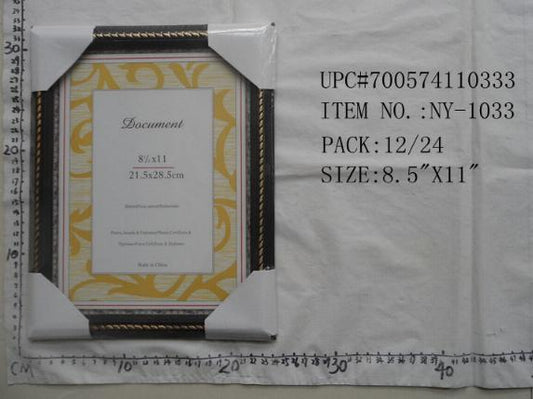 UPC#700574110333
ITEM NO.:NY-1033
PACK:12/24
SIZE:8.5"X11"
Document
8½x11
21.5x28.5cm
Made in China
30
20
10
CM
10
20
30
40